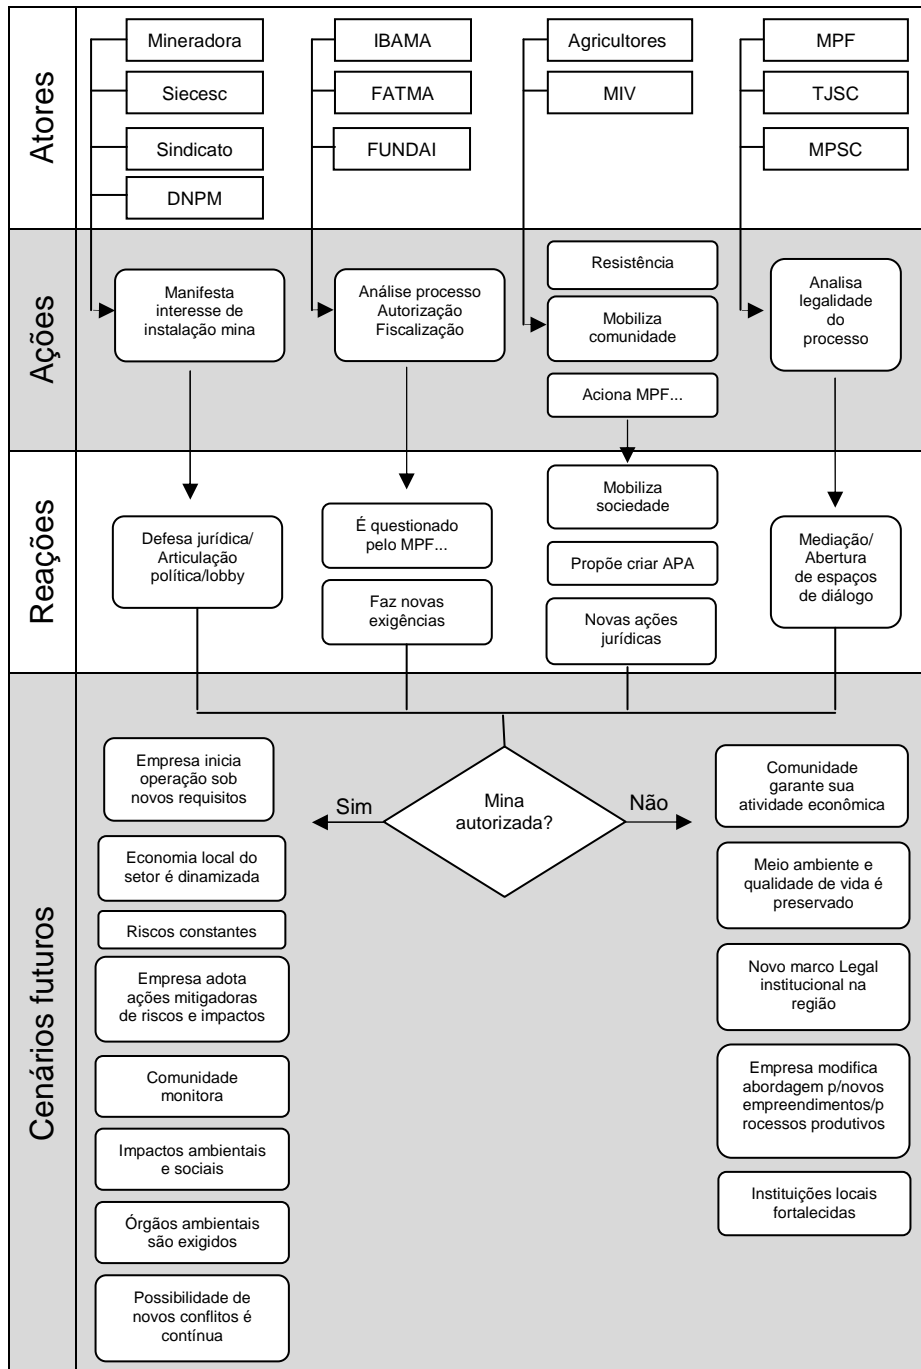 Atores
Mineradora
Siecesc
Sindicato
DNPM
IBAMA
FATMA
FUNDAI
Agricultores
MIV
MPF
TJSC
MPSC
Ações
Manifesta
interesse de
instalação mina
Análise processo
Autorização
Fiscalização
Resistência
Mobiliza
comunidade
Aciona MPF...
Analisa
legalidade
do
processo
Reações
Defesa jurídica/
Articulação
política/lobby
É questionado
pelo MPF...
Faz novas
exigências
Mobiliza
sociedade
Propõe criar APA
Novas ações
jurídicas
Mediação/
Abertura
de espaços
de diálogo
Cenários futuros
Mina
autorizada?
Sim
Não
Empresa inicia
operação sob
novos requisitos
Economia local do
setor é dinamizada
Riscos constantes
Empresa adota
ações mitigadoras
de riscos e impactos
Comunidade
monitora
Impactos ambientais
e sociais
Órgãos ambientais
são exigidos
Possibilidade de
novos conflitos é
contínua
Comunidade
garante sua
atividade econômica
Meio ambiente e
qualidade de vida é
preservado
Novo marco Legal
institucional na
região
Empresa modifica
abordagem p/novos
empreendimentos/p
rocessos produtivos
Instituições locais
fortalecidas